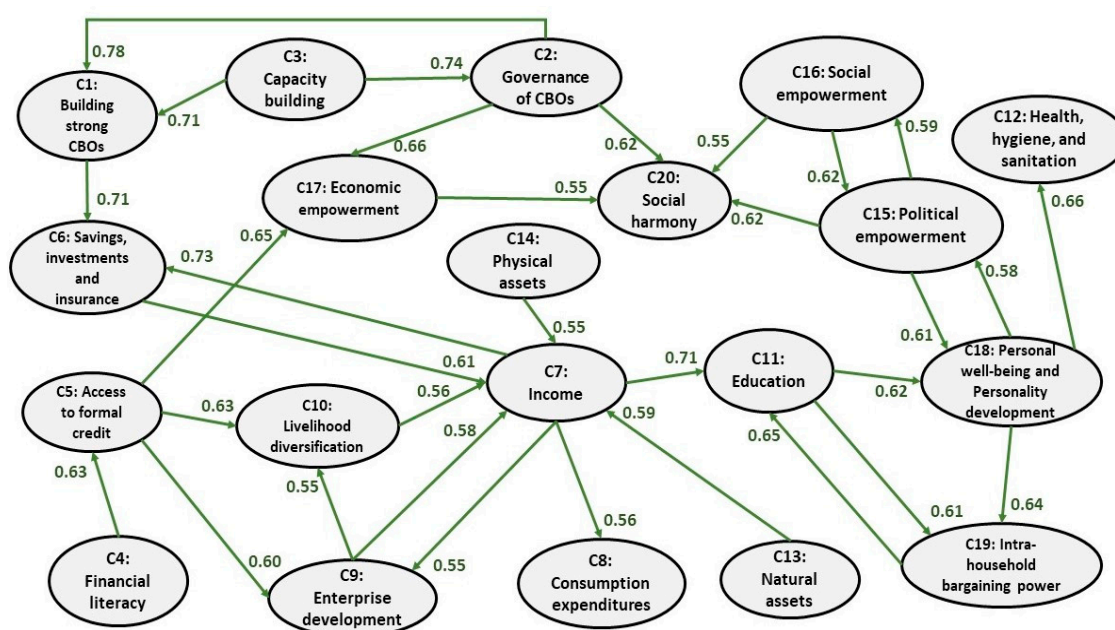 0.78
C1:
Building
strong
CBOs
C3:
Capacity
building
0.74
C2:
Governance
of CBOs
C16: Social
empowerment
C12: Health,
hygiene, and
sanitation
0.71
0.66
0.62
0.55
0.59
0.71
C17: Economic
empowerment
0.55
C20:
Social
harmony
0.62
0.62
C15: Political
empowerment
0.66
C6: Savings,
investments
and
insurance
0.73
0.65
C14:
Physical
assets
0.58
0.55
0.61
0.61
C7:
Income
0.71
C11:
Education
0.62
C18: Personal
well-being and
Personality
development
C5: Access
to formal
credit
0.63
C10:
Livelihood
diversification
0.56
0.58
0.59
0.65
0.63
0.55
0.61
0.64
C4:
Financial
literacy
0.60
C9:
Enterprise
development
0.55
0.56
C8:
Consumption
expenditures
C13:
Natural
assets
C19: Intra-
household
bargaining power